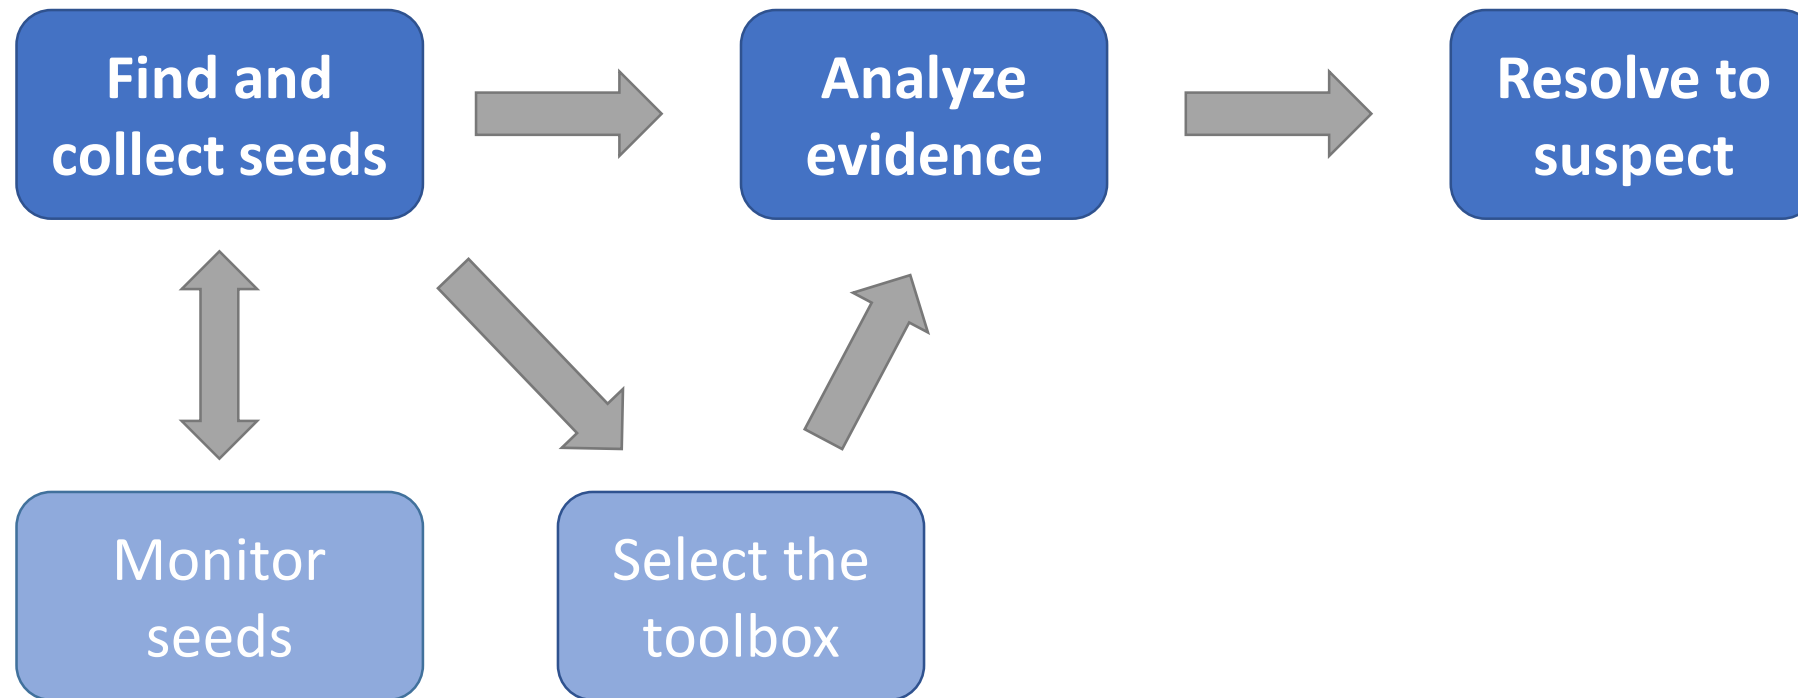 Find and
collect seeds
Analyze
evidence
Resolve to
suspect
Monitor
seeds
Select the
toolbox